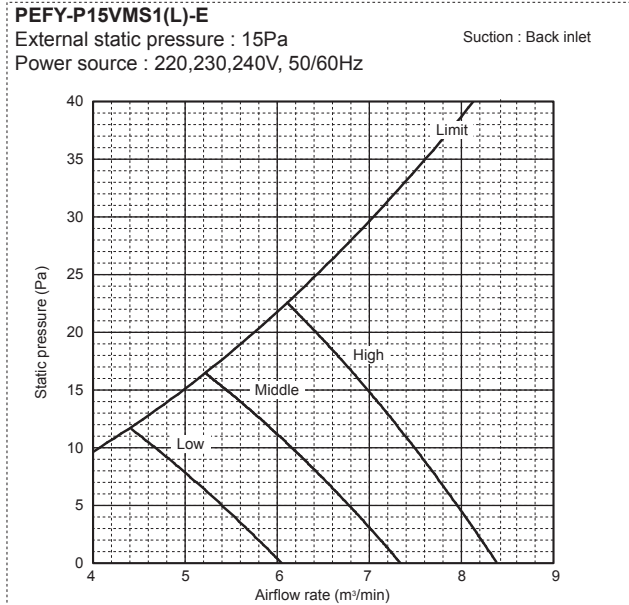 PEFY-P15VMS1(L)-E
External static pressure : 15Pa
Suction : Back inlet
Power source : 220,230,240V, 50/60Hz
40
35
30
25
20
15
10
5
0
Static pressure (Pa)
Limit
High
Middle
Low
4 5 6 7 8 9
Airflow rate (m³/min)